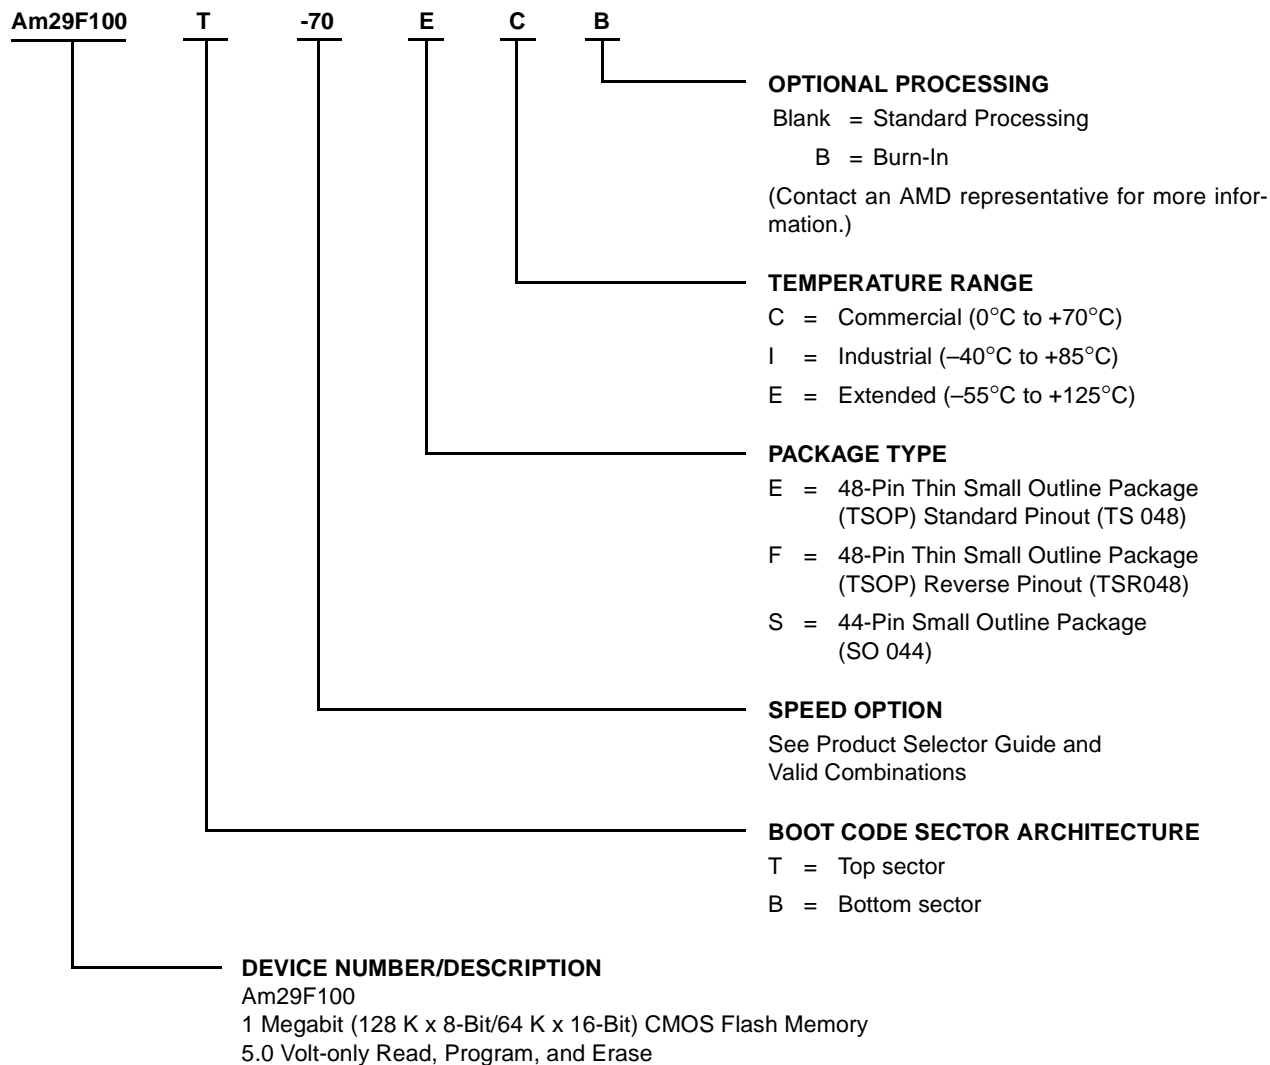 Am29F100 T -70 E C B
OPTIONAL PROCESSING
Blank = Standard Processing
B = Burn-In
(Contact an AMD representative for more infor-
mation.)
TEMPERATURE RANGE
C = Commercial (0°C to +70°C)
I = Industrial (–40°C to +85°C)
E = Extended (–55°C to +125°C)
PACKAGE TYPE
E = 48-Pin Thin Small Outline Package
(TSOP) Standard Pinout (TS 048)
F = 48-Pin Thin Small Outline Package
(TSOP) Reverse Pinout (TSR048)
S = 44-Pin Small Outline Package
(SO 044)
SPEED OPTION
See Product Selector Guide and
Valid Combinations
BOOT CODE SECTOR ARCHITECTURE
T = Top sector
B = Bottom sector
DEVICE NUMBER/DESCRIPTION
Am29F100
1 Megabit (128 K x 8-Bit/64 K x 16-Bit) CMOS Flash Memory
5.0 Volt-only Read, Program, and Erase